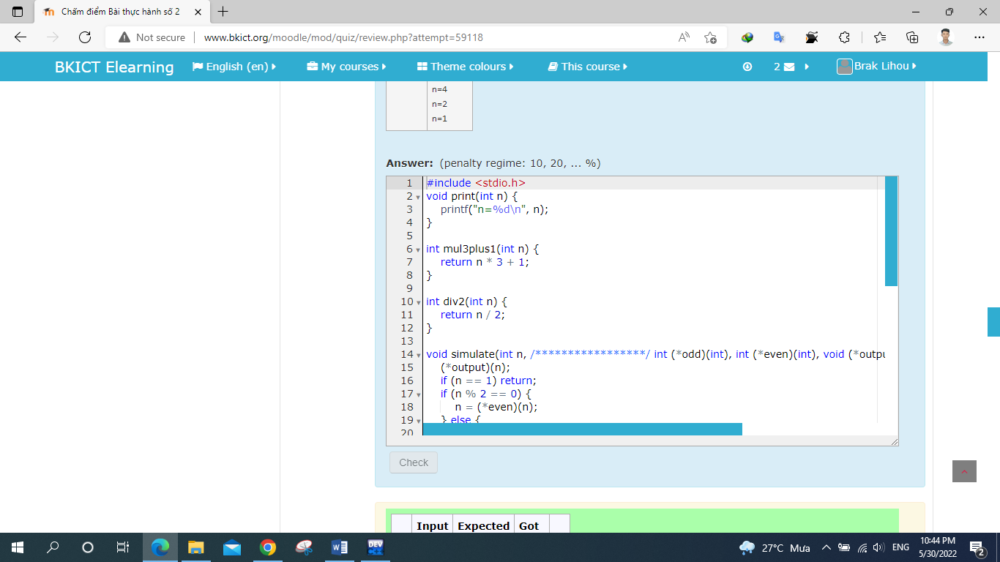 Chấm điểm Bài thực hành số 2
Not secure www.bkict.org/moodle/mod/quiz/review.php?attempt=59118
BKICT Elearning English (en) My courses Theme colours This course 2 Brak Lihou
n=4
n=2
n=1
Answer: (penalty regime: 10, 20, ... %)
1 #include <stdio.h>
2 void print(int n) {
3 printf("n=%d\n", n);
4 }
5
6 int mul3plus1(int n) {
7 return n * 3 + 1;
8 }
9
10 int div2(int n) {
11 return n / 2;
12 }
13
14 void simulate(int n, /*****************/ int (*odd)(int), int (*even)(int), void (*outpu
15 (*output)(n);
16 if (n == 1) return;
17 if (n % 2 == 0) {
18 n = (*even)(n);
19 } else {
20
Check
Input Expected Got
27°C Mưa ENG 10:44 PM
5/30/2022 2